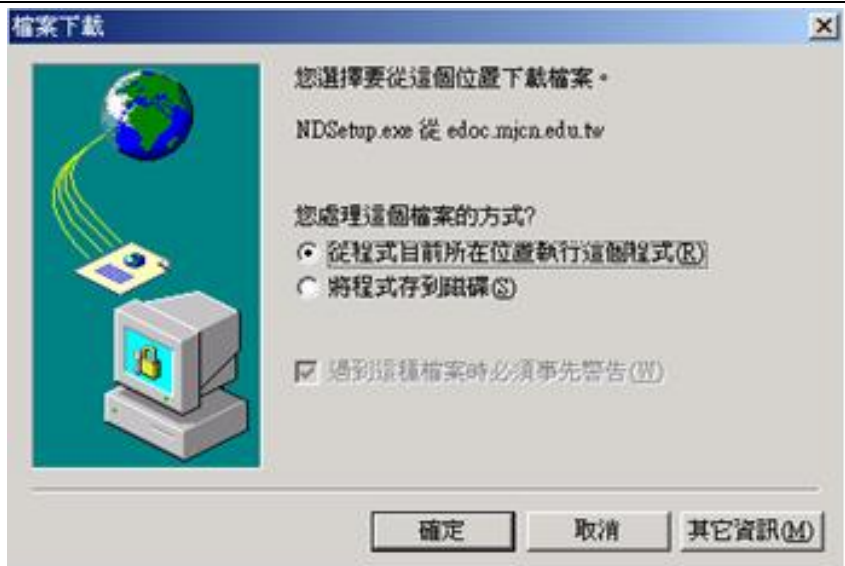 檔案下載
您選擇要從這個位置下載檔案。
NDSetup.exe 從 edoc.mjcn.edu.tw
您處理這個檔案的方式?
從程式目前所在位置執行這個程式(R)
將程式存到磁碟(S)
遇到這種檔案時必須事先警告(W)
確定
取消
其它資訊(M)